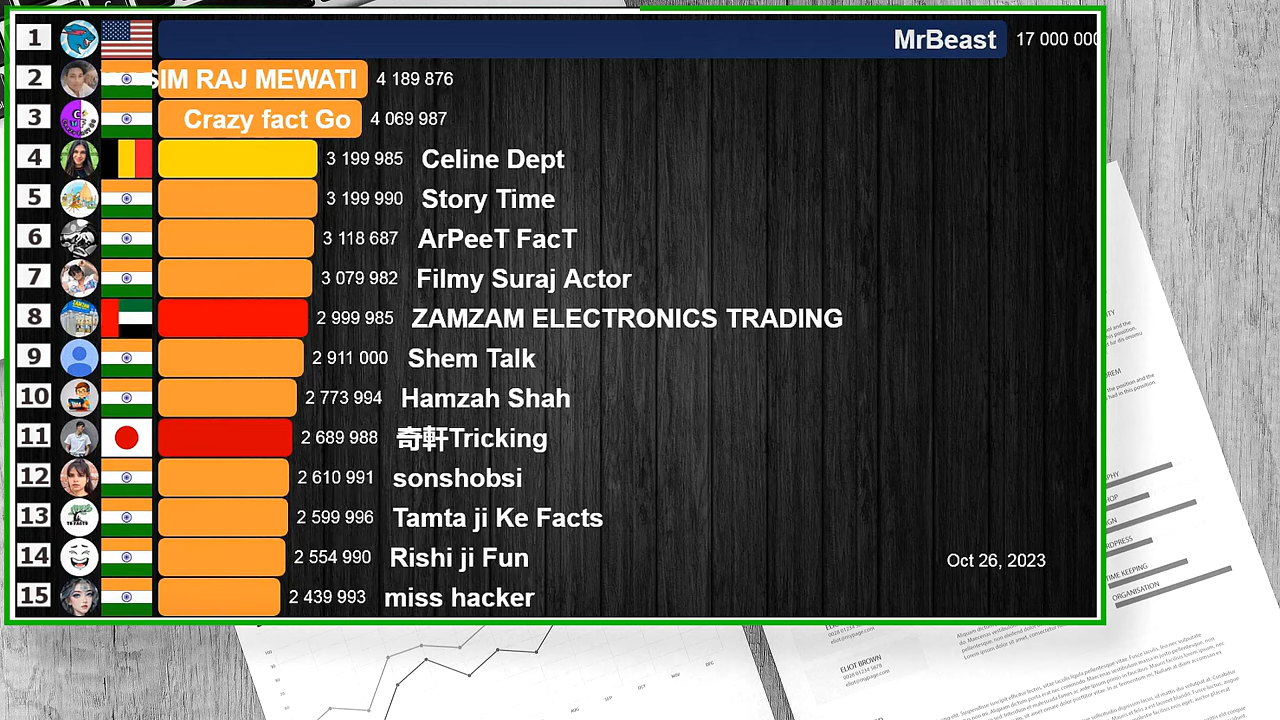 1 MrBeast 17 000 000
2 SIM RAJ MEWATI 4 189 876
3 Crazy fact Go 4 069 987
4 3 199 985 Celine Dept
5 3 199 990 Story Time
6 3 118 687 ArPeeT FacT
7 3 079 982 Filmy Suraj Actor
8 2 999 985 ZAMZAM ELECTRONICS TRADING
9 2 911 000 Shem Talk
10 2 773 994 Hamzah Shah
11 2 689 988 奇軒Tricking
12 2 610 991 sonshobsi
13 2 599 996 Tamta ji Ke Facts
14 2 554 990 Rishi ji Fun
Oct 26, 2023
15 2 439 993 miss hacker
TIME KEEPING
ORGANISATION
ELIOT BROWN